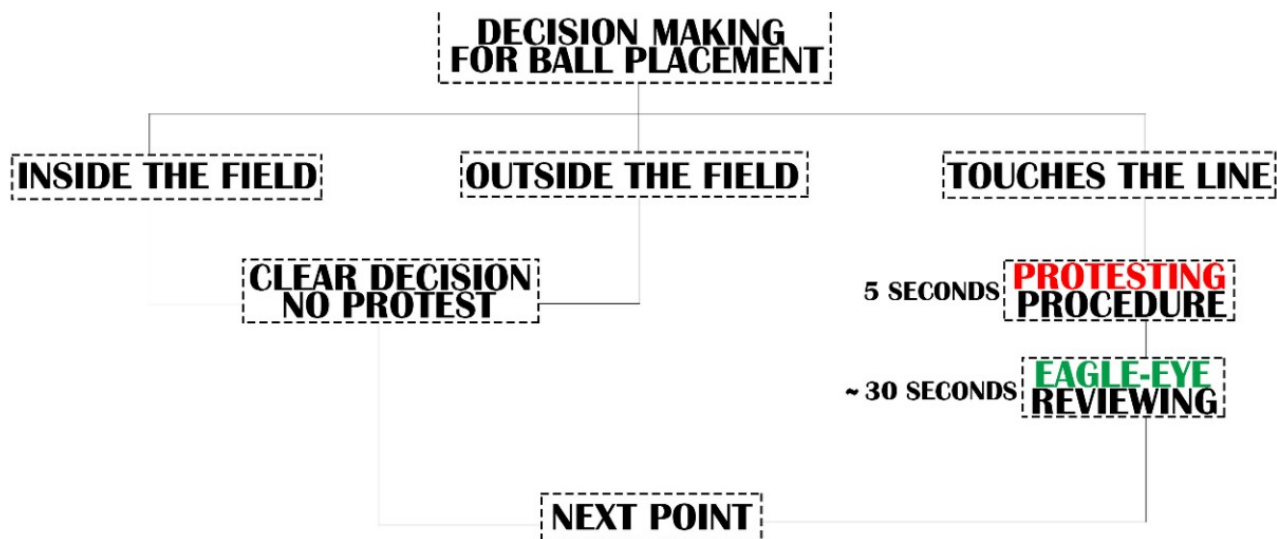 DECISION MAKING
FOR BALL PLACEMENT
INSIDE THE FIELD
OUTSIDE THE FIELD
TOUCHES THE LINE
CLEAR DECISION
NO PROTEST
5 SECONDS
PROTESTING
PROCEDURE
~ 30 SECONDS
EAGLE-EYE
REVIEWING
NEXT POINT